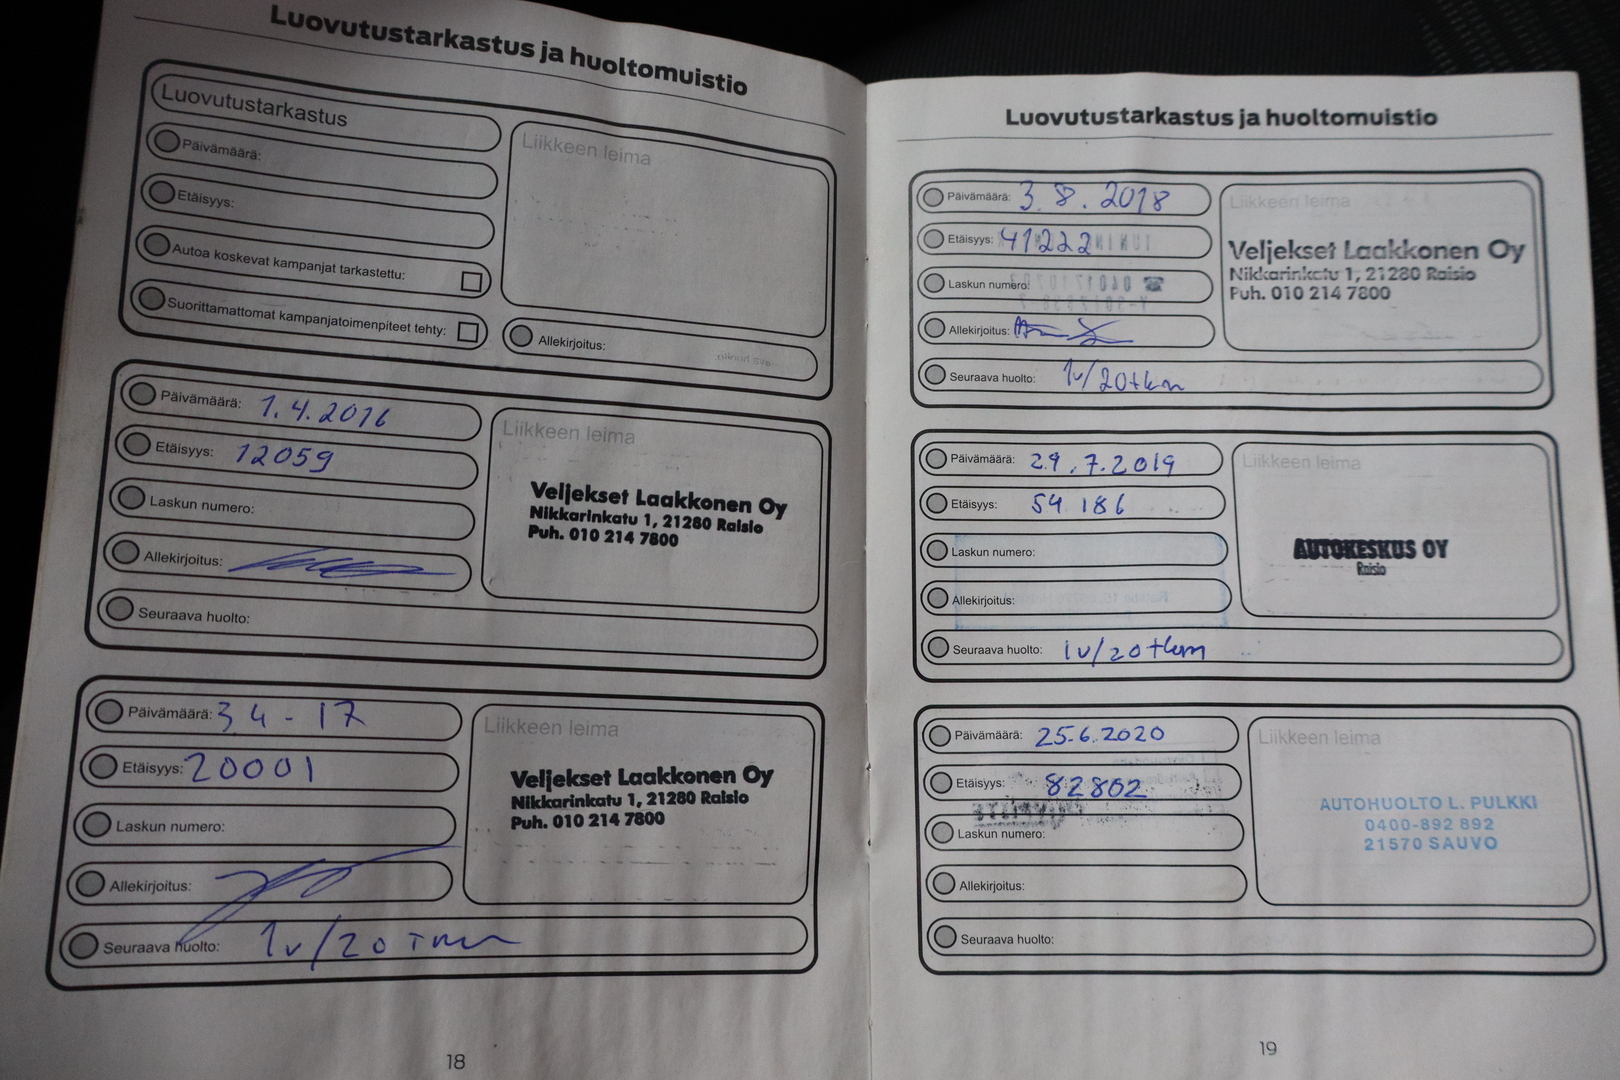 Luovutustarkastus ja huoltomuistio
Luovutustarkastus
Päivämäärä:
Etäisyys:
Autoa koskevat kampanjat tarkastettu:
Suorittamattomat kampanjatoimenpiteet tehty:
Liikkeen leima
Allekirjoitus:
Päivämäärä: 1.4.2016
Etäisyys: 12059
Laskun numero:
Allekirjoitus:
Seuraava huolto:
Liikkeen leima
Veljekset Laakkonen Oy
Nikkarinkatu 1, 21280 Raisio
Puh. 010 214 7800
Päivämäärä: 3 4 - 17
Etäisyys: 20001
Laskun numero:
Allekirjoitus:
Seuraava huolto: 1v/20
Liikkeen leima
Veljekset Laakkonen Oy
Nikkarinkatu 1, 21280 Raisio
Puh. 010 214 7800
18
Luovutustarkastus ja huoltomuistio
Päivämäärä: 3.8.2018
Etäisyys: 41222
Laskun numero:
Allekirjoitus:
Seuraava huolto: 1v/20tkm
Liikkeen leima
Veljekset Laakkonen Oy
Nikkarinkatu 1, 21280 Raisio
Puh. 010 214 7800
Päivämäärä: 29.7.2019
Etäisyys: 54 186
Laskun numero:
Allekirjoitus:
Seuraava huolto: 1v/20tkm
Liikkeen leima
AUTOKESKUS OY
Raisio
Päivämäärä: 25.6.2020
Etäisyys: 82802
Laskun numero:
Allekirjoitus:
Seuraava huolto:
Liikkeen leima
AUTOHUOLTO L. PULKKI
0400-892 892
21570 SAUVO
19